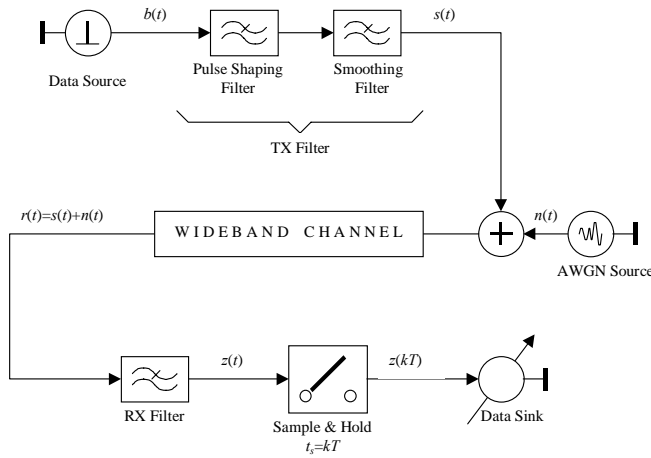 b(t)
s(t)
Data Source
Pulse Shaping
Filter
Smoothing
Filter
TX Filter
r(t)=s(t)+n(t)
WIDEBAND CHANNEL
n(t)
AWGN Source
z(t)
z(kT)
RX Filter
Sample & Hold
tₛ=kT
Data Sink